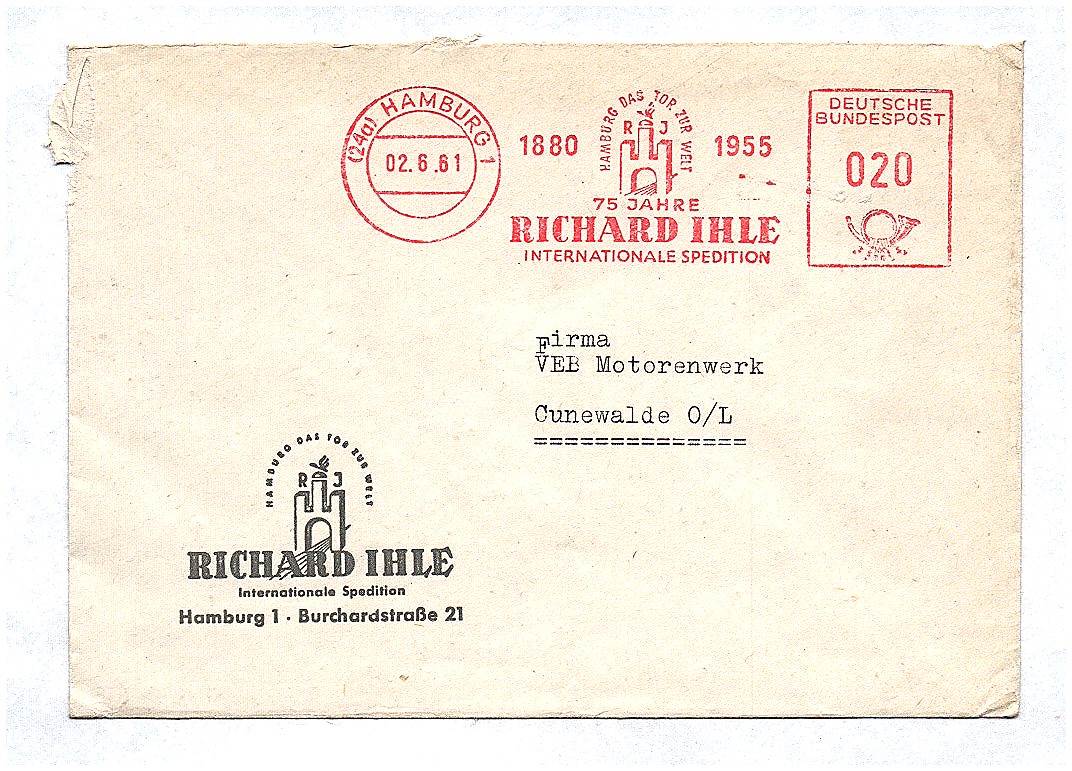 (24a) HAMBURG 1
02.6.61
1880
HAMBURG DAS TOR ZUR WELT
R J
1955
75 JAHRE
RICHARD IHLE
INTERNATIONALE SPEDITION
DEUTSCHE
BUNDESPOST
020
Firma
VEB Motorenwerk
Cunewalde O/L
==============
HAMBURG DAS TOR ZUR WELT
R J
RICHARD IHLE
Internationale Spedition
Hamburg 1 · Burchardstraße 21